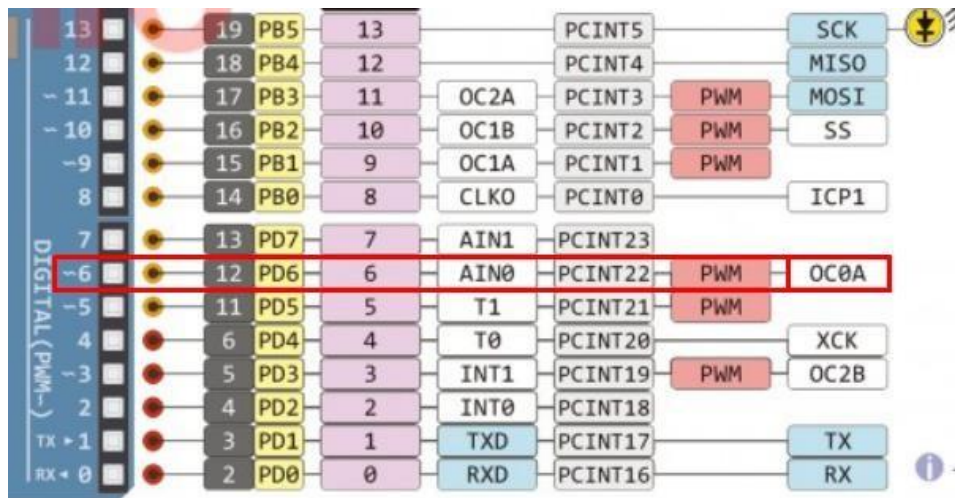 13 19 PB5 13 PCINT5 SCK
12 18 PB4 12 PCINT4 MISO
~ 11 17 PB3 11 OC2A PCINT3 PWM MOSI
~ 10 16 PB2 10 OC1B PCINT2 PWM SS
~9 15 PB1 9 OC1A PCINT1 PWM
8 14 PB0 8 CLKO PCINT0 ICP1
7 13 PD7 7 AIN1 PCINT23
~6 12 PD6 6 AIN0 PCINT22 PWM OC0A
~5 11 PD5 5 T1 PCINT21 PWM
4 6 PD4 4 T0 PCINT20 XCK
~3 5 PD3 3 INT1 PCINT19 PWM OC2B
2 4 PD2 2 INT0 PCINT18
TX ▸ 1 3 PD1 1 TXD PCINT17 TX
RX ◂ 0 2 PD0 0 RXD PCINT16 RX
DIGITAL (PWM~)
i